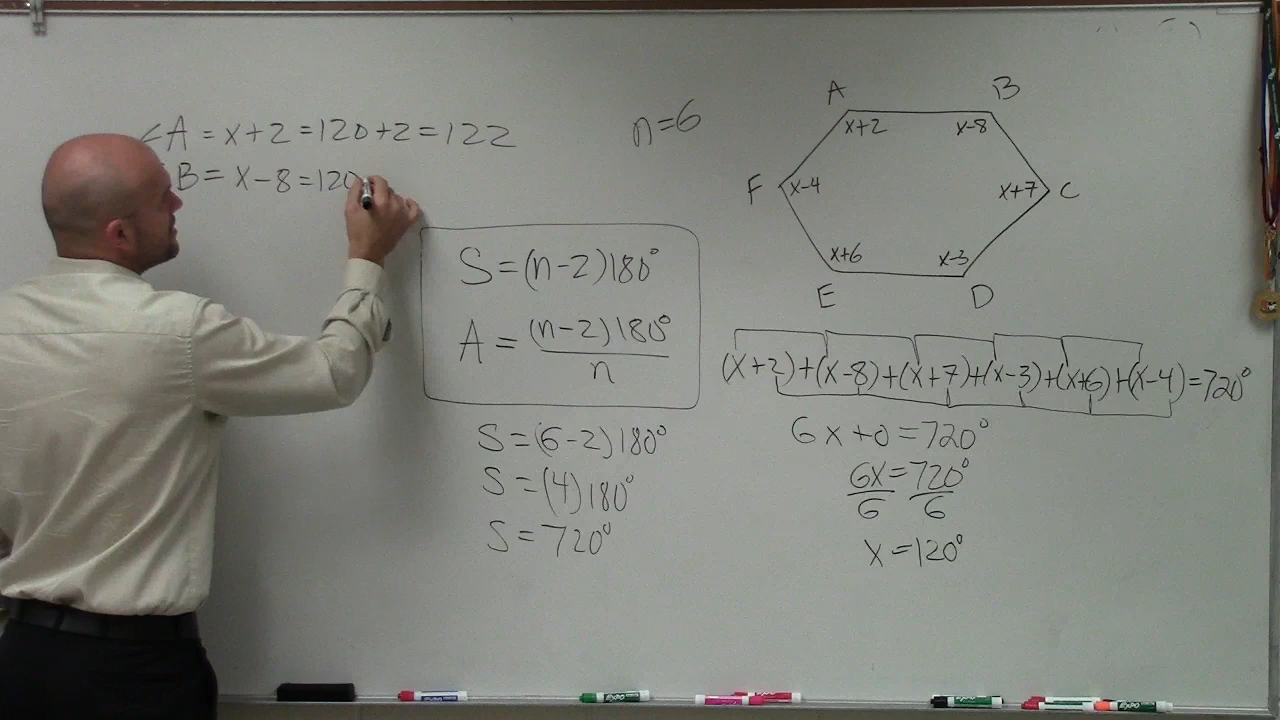 <A = x+2 = 120+2 = 122
B = x-8 = 120
n=6
A
B
x+2
x-8
F
x-4
x+7
C
x+6
x-3
E
D
S = (n-2)180°
A = (n-2)180°
n
(x+2)+(x-8)+(x+7)+(x-3)+(x+6)+(x-4)=720°
S = (6-2)180°
S = (4)180°
S = 720°
6x+0=720°
6x=720°
6 6
x=120°